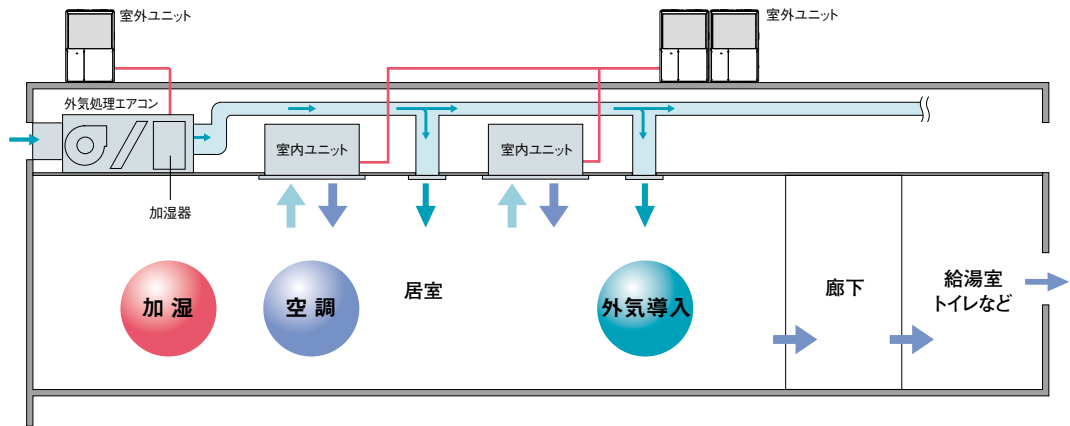 室外ユニット
室外ユニット
外気処理エアコン
室内ユニット
室内ユニット
加湿器
加湿
空調
居室
外気導入
廊下
給湯室
トイレなど